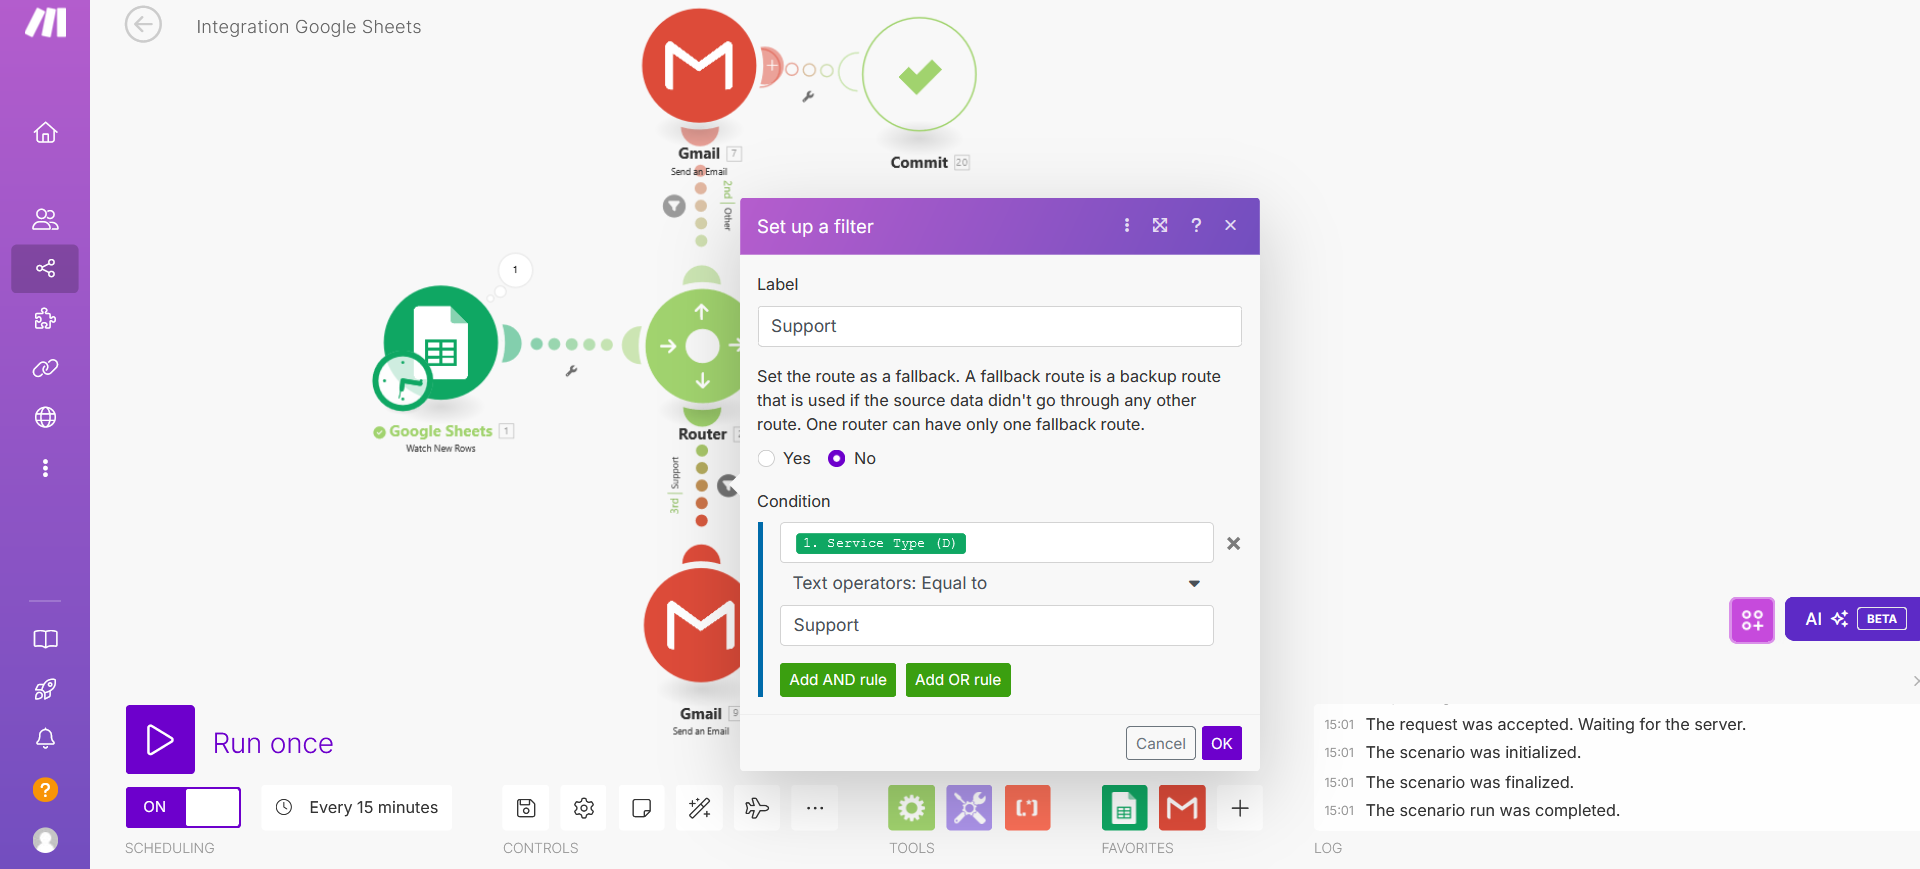 Integration Google Sheets
Gmail 7
Send an Email
Commit 20
2nd | Other
1
Google Sheets 1
Watch New Rows
Router
3rd | Support
Gmail 9
Send an Email
Set up a filter
?
Label
Support
Set the route as a fallback. A fallback route is a backup route
that is used if the source data didn't go through any other
route. One router can have only one fallback route.
Yes No
Condition
1. Service Type (D)
Text operators: Equal to
Support
Add AND rule Add OR rule
Cancel OK
AI BETA
Run once
ON Every 15 minutes
SCHEDULING
CONTROLS
TOOLS
FAVORITES
15:01 The request was accepted. Waiting for the server.
15:01 The scenario was initialized.
15:01 The scenario was finalized.
15:01 The scenario run was completed.
LOG